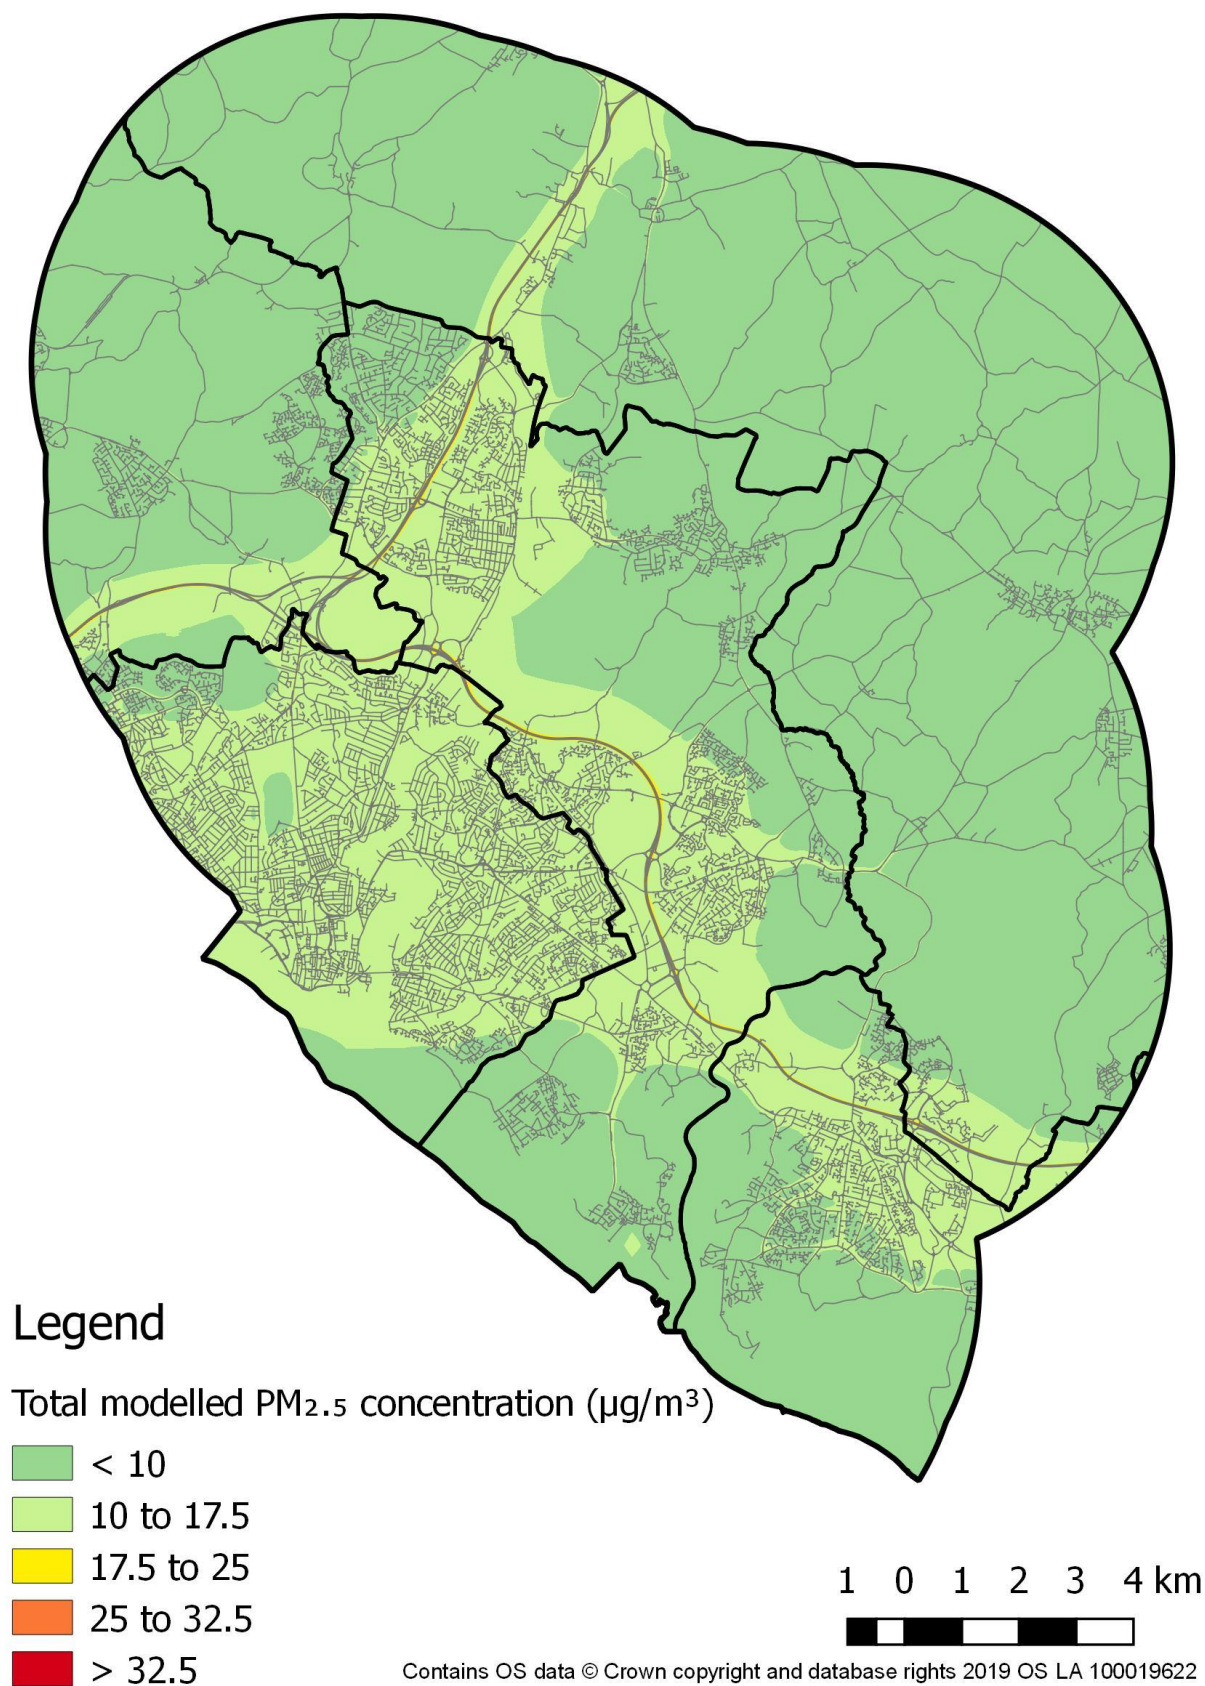 Legend
Total modelled PM₂.₅ concentration (µg/m³)
< 10
10 to 17.5
17.5 to 25
25 to 32.5
> 32.5
1 0 1 2 3 4 km
Contains OS data © Crown copyright and database rights 2019 OS LA 100019622